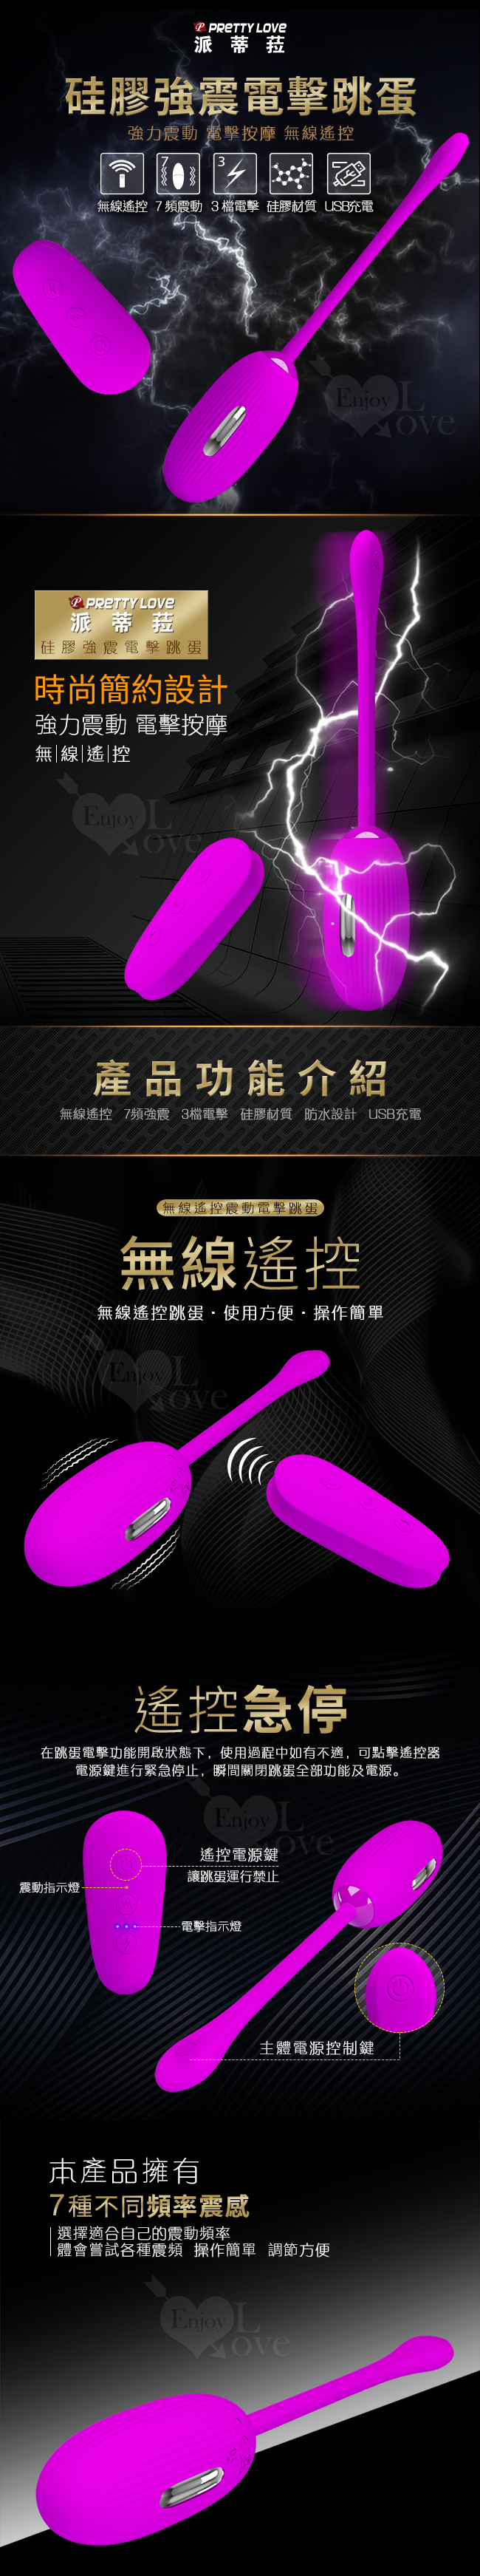 PRETTY LOVE
派蒂菈
硅膠強震電擊跳蛋
強力震動 電擊按摩 無線遙控
7
3
無線遙控 7 頻震動 3 檔電擊 硅膠材質 USB充電
Enjoy Love
PRETTY LOVE
派蒂菈
硅膠強震電擊跳蛋
時尚簡約設計
強力震動 電擊按摩
無|線|遙|控
Enjoy Love
產品功能介紹
無線遙控 7頻強震 3檔電擊 硅膠材質 防水設計 USB充電
無線遙控震動電擊跳蛋
無線遙控
無線遙控跳蛋・使用方便・操作簡單
Enjoy Love
遙控急停
在跳蛋電擊功能開啟狀態下，使用過程中如有不適，可點擊遙控器
電源鍵進行緊急停止，瞬間關閉跳蛋全部功能及電源。
Enjoy Love
遙控電源鍵
讓跳蛋運行禁止
震動指示燈
電擊指示燈
主體電源控制鍵
本產品擁有
7種不同頻率震感
選擇適合自己的震動頻率
體會嘗試各種震頻 操作簡單 調節方便
Enjoy Love